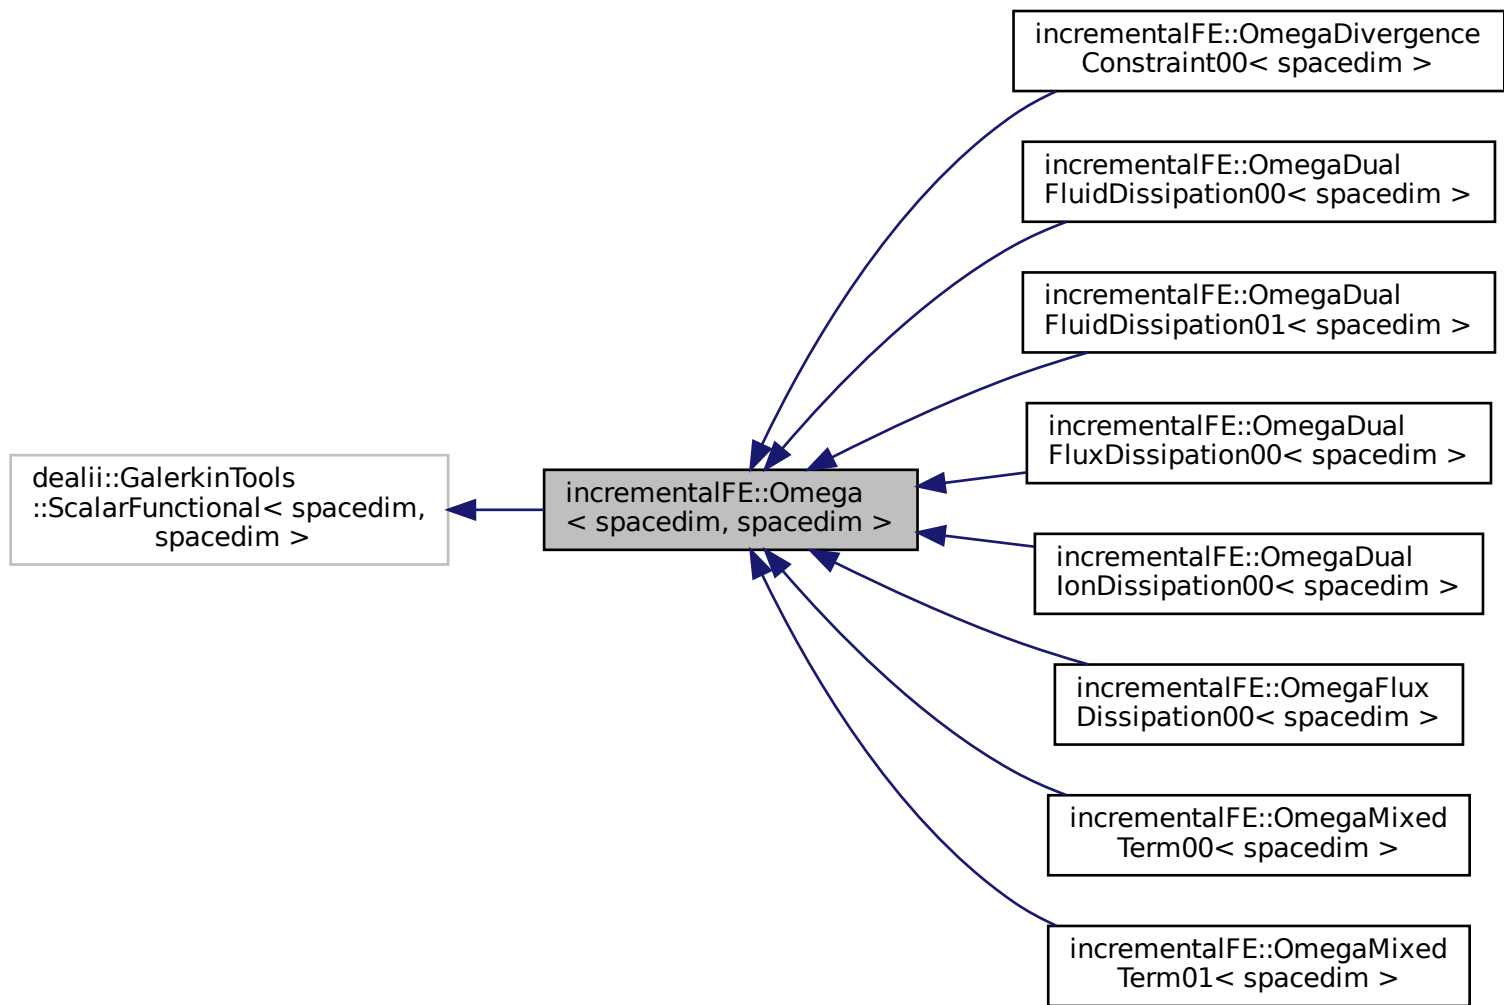 dealii::GalerkinTools
::ScalarFunctional< spacedim,
spacedim >
incrementalFE::Omega
< spacedim, spacedim >
incrementalFE::OmegaDivergence
Constraint00< spacedim >
incrementalFE::OmegaDual
FluidDissipation00< spacedim >
incrementalFE::OmegaDual
FluidDissipation01< spacedim >
incrementalFE::OmegaDual
FluxDissipation00< spacedim >
incrementalFE::OmegaDual
IonDissipation00< spacedim >
incrementalFE::OmegaFlux
Dissipation00< spacedim >
incrementalFE::OmegaMixed
Term00< spacedim >
incrementalFE::OmegaMixed
Term01< spacedim >